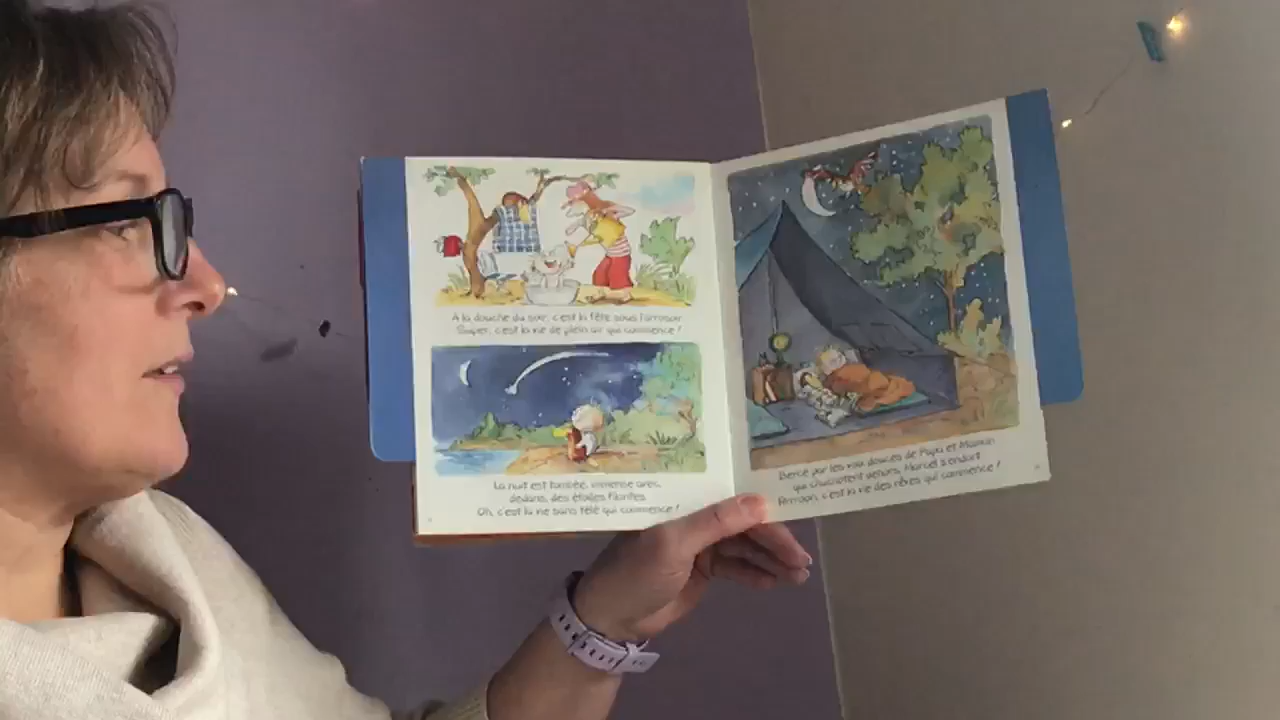 A la douche du soir, c'est la fête sous l'arrosoir.
Super, c'est la vie de plein air qui commence !
La nuit est tombée, immense avec,
dedans, des étoiles filantes.
Oh, c'est la vie sans télé qui commence !
Bercé par les voix douces de Papa et Maman
qui chuchotent dehors, Marcel s'endort.
c'est la vie des rêves qui commence !